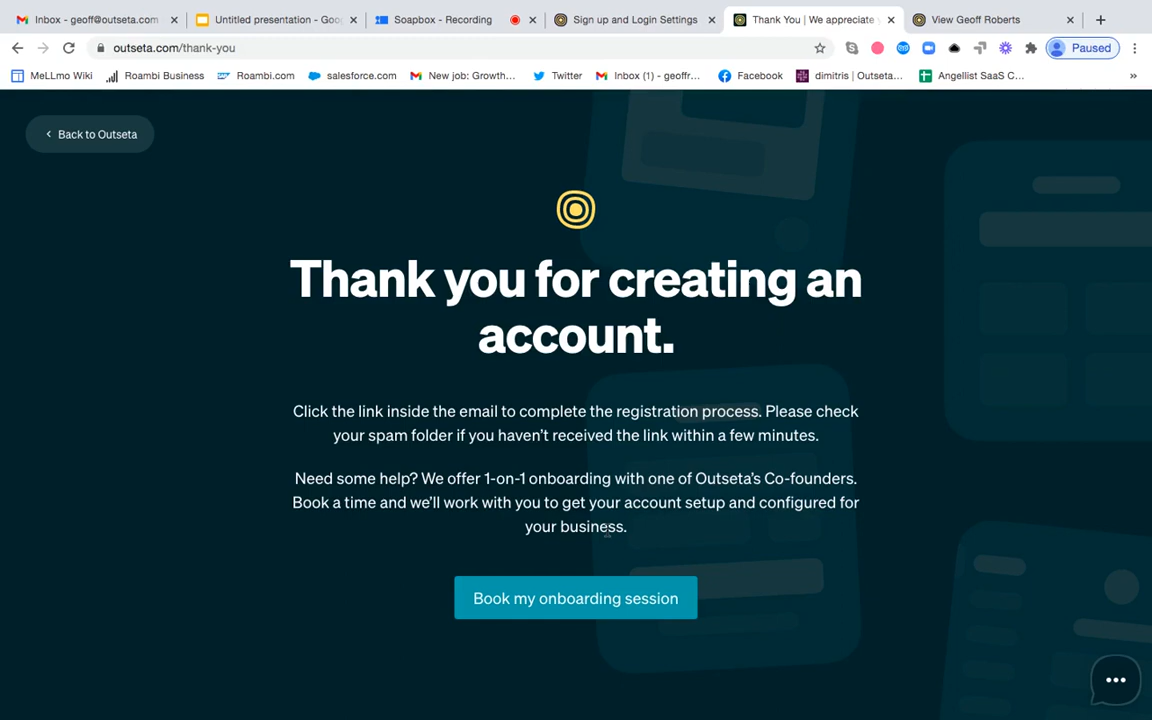 Inbox - geoff@outseta.com
Untitled presentation - Goo
Soapbox - Recording
Sign up and Login Settings
Thank You | We appreciate
View Geoff Roberts
outseta.com/thank-you
Paused
MeLLmo Wiki
Roambi Business
Roambi.com
salesforce.com
New job: Growth...
Twitter
Inbox (1) - geoffr...
Facebook
dimitris | Outseta...
Angellist SaaS C...
Back to Outseta
Thank you for creating an
account.
Click the link inside the email to complete the registration process. Please check
your spam folder if you haven't received the link within a few minutes.
Need some help? We offer 1-on-1 onboarding with one of Outseta's Co-founders.
Book a time and we'll work with you to get your account setup and configured for
your business.
Book my onboarding session